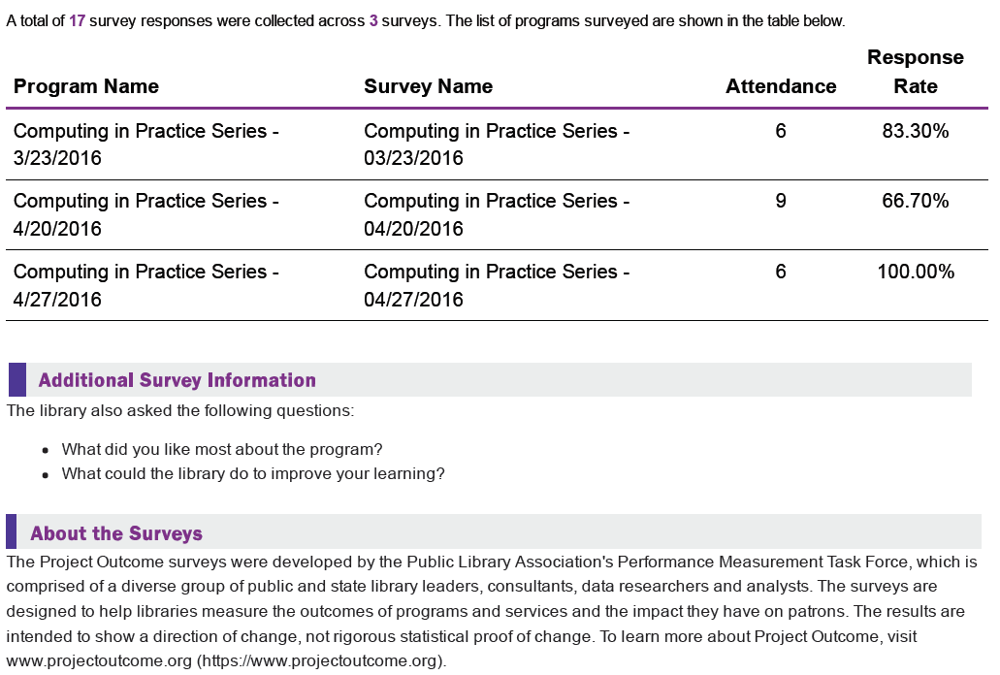 A total of 17 survey responses were collected across 3 surveys. The list of programs surveyed are shown in the table below.
Program Name Survey Name Attendance Response Rate
Computing in Practice Series - Computing in Practice Series - 6 83.30%
3/23/2016 03/23/2016
Computing in Practice Series - Computing in Practice Series - 9 66.70%
4/20/2016 04/20/2016
Computing in Practice Series - Computing in Practice Series - 6 100.00%
4/27/2016 04/27/2016
Additional Survey Information
The library also asked the following questions:
• What did you like most about the program?
• What could the library do to improve your learning?
About the Surveys
The Project Outcome surveys were developed by the Public Library Association's Performance Measurement Task Force, which is
comprised of a diverse group of public and state library leaders, consultants, data researchers and analysts. The surveys are
designed to help libraries measure the outcomes of programs and services and the impact they have on patrons. The results are
intended to show a direction of change, not rigorous statistical proof of change. To learn more about Project Outcome, visit
www.projectoutcome.org (https://www.projectoutcome.org).